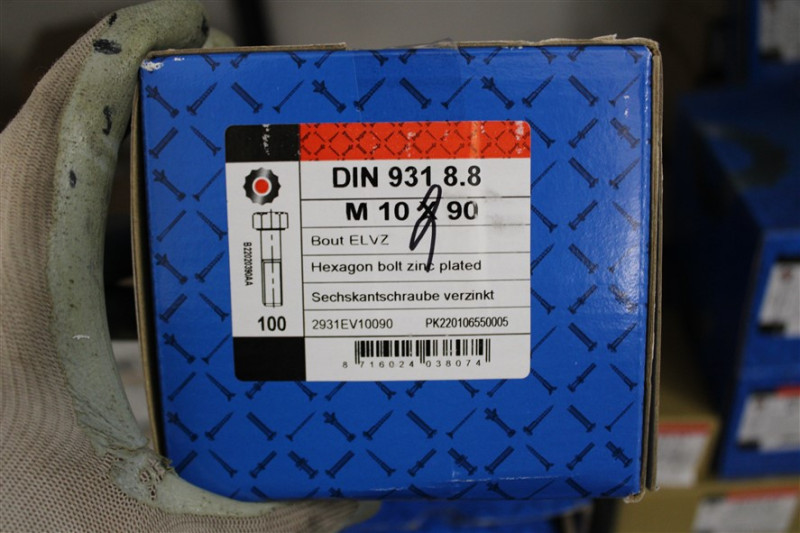 DIN 931 8.8
M 10 x 90
Bout ELVZ
Hexagon bolt zinc plated
Sechskantschraube verzinkt
B22020390AA
100
2931EV10090 PK220106550005
8 716024 038074